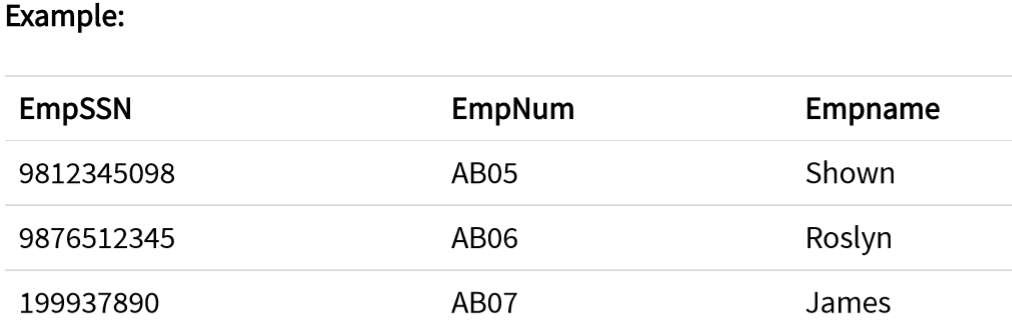 Example:
EmpSSN EmpNum Empname
9812345098 AB05 Shown
9876512345 AB06 Roslyn
199937890 AB07 James